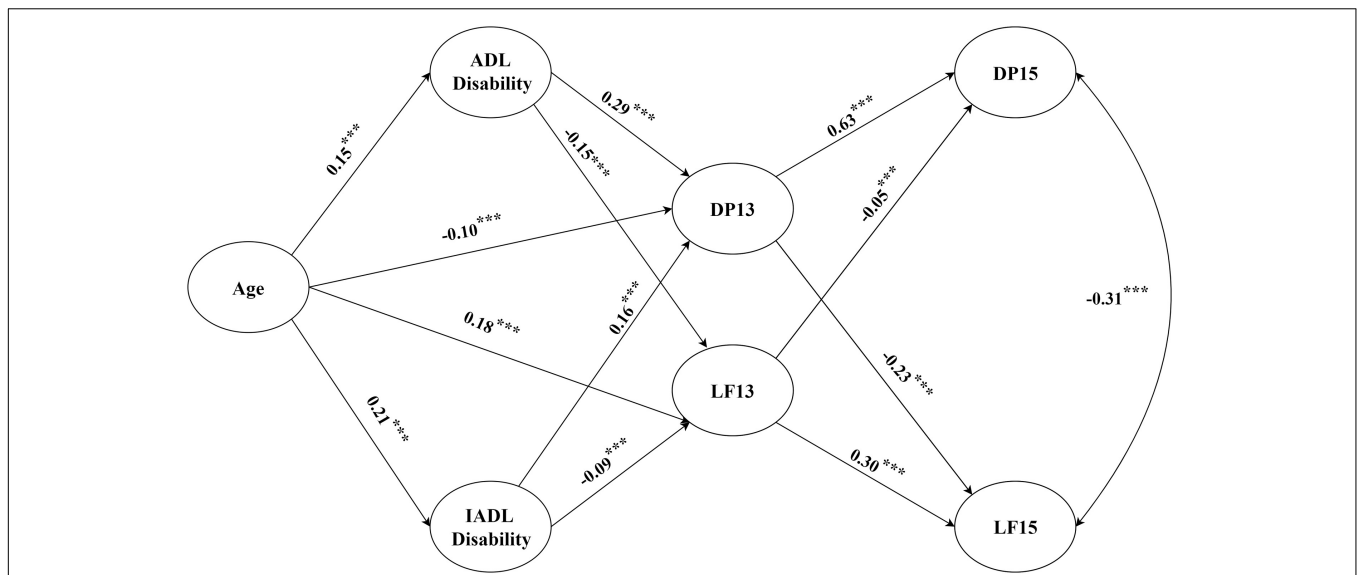 ADL
Disability
DP15
0.29***
0.63***
0.15***
-0.15***
DP13
-0.05***
-0.10***
Age
0.18***
0.16***
-0.31***
-0.23***
LF13
0.21***
-0.09***
0.30***
IADL
Disability
LF15